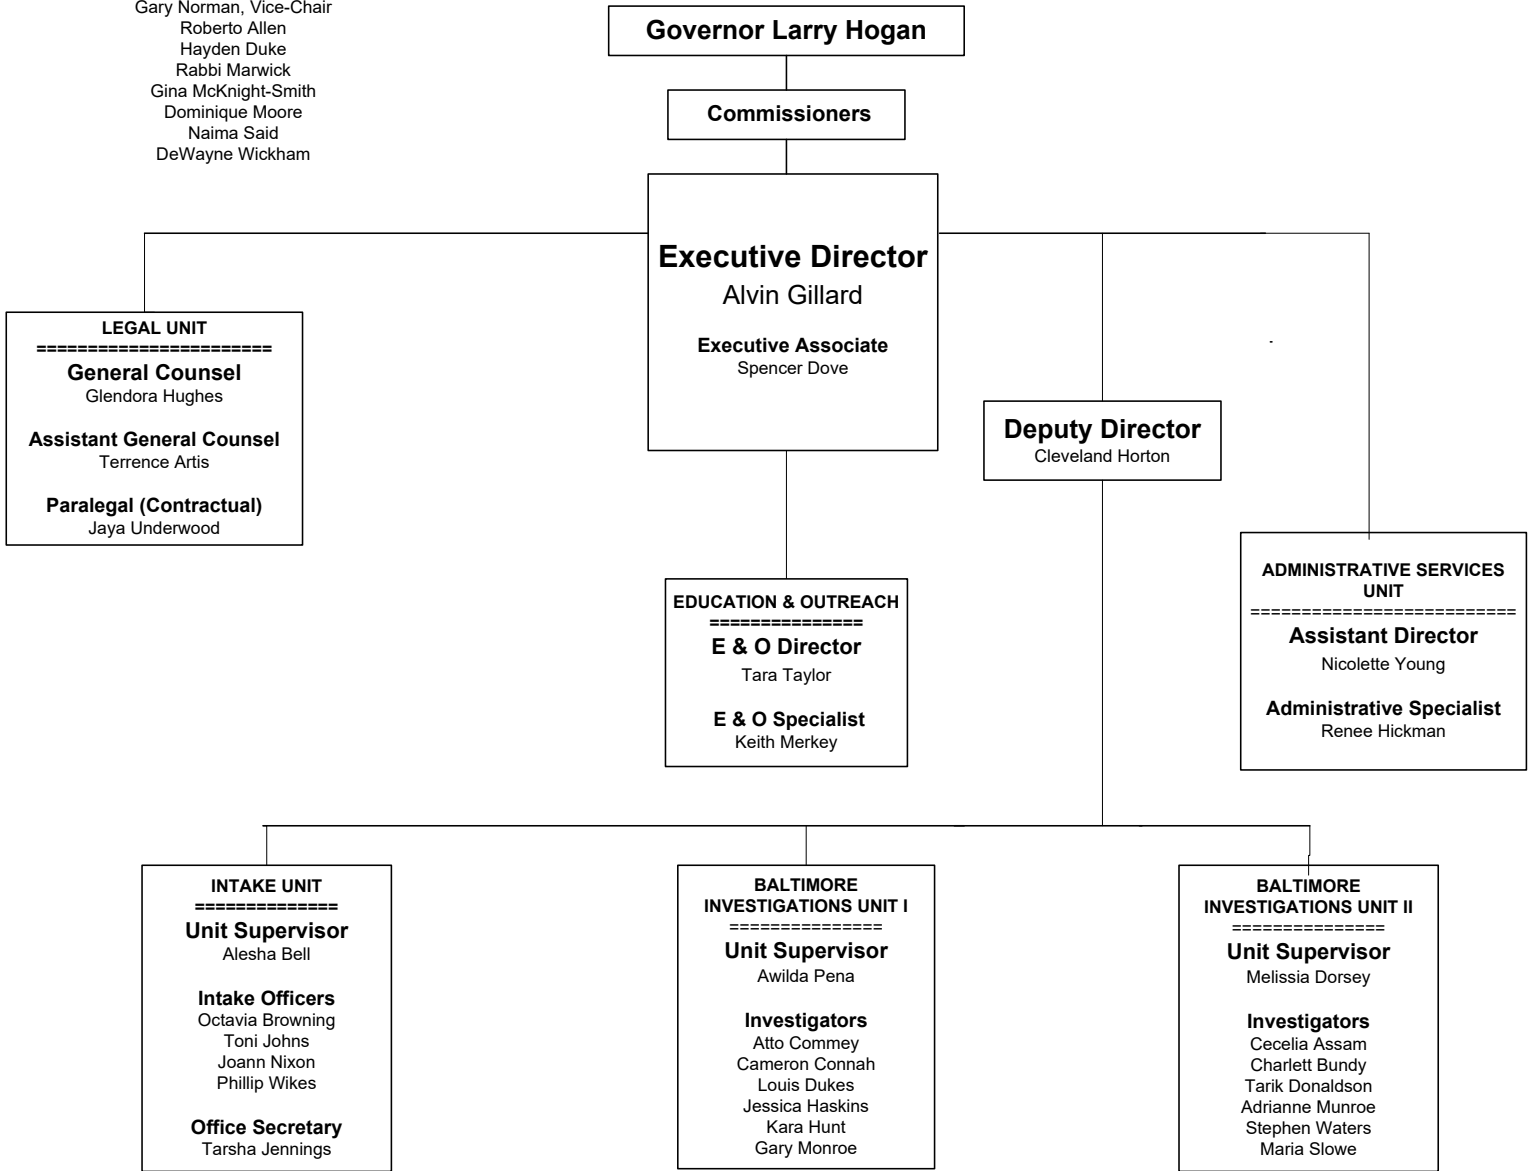 Gary Norman, Vice-Chair
Roberto Allen
Hayden Duke
Rabbi Marwick
Gina McKnight-Smith
Dominique Moore
Naima Said
DeWayne Wickham
Governor Larry Hogan
Commissioners
Executive Director
Alvin Gillard
Executive Associate
Spencer Dove
LEGAL UNIT
=======================
General Counsel
Glendora Hughes
Assistant General Counsel
Terrence Artis
Paralegal (Contractual)
Jaya Underwood
Deputy Director
Cleveland Horton
EDUCATION & OUTREACH
===============
E & O Director
Tara Taylor
E & O Specialist
Keith Merkey
ADMINISTRATIVE SERVICES
UNIT
==========================
Assistant Director
Nicolette Young
Administrative Specialist
Renee Hickman
INTAKE UNIT
==============
Unit Supervisor
Alesha Bell
Intake Officers
Octavia Browning
Toni Johns
Joann Nixon
Phillip Wikes
Office Secretary
Tarsha Jennings
BALTIMORE
INVESTIGATIONS UNIT I
===============
Unit Supervisor
Awilda Pena
Investigators
Atto Commey
Cameron Connah
Louis Dukes
Jessica Haskins
Kara Hunt
Gary Monroe
BALTIMORE
INVESTIGATIONS UNIT II
===============
Unit Supervisor
Melissia Dorsey
Investigators
Cecelia Assam
Charlett Bundy
Tarik Donaldson
Adrianne Munroe
Stephen Waters
Maria Slowe